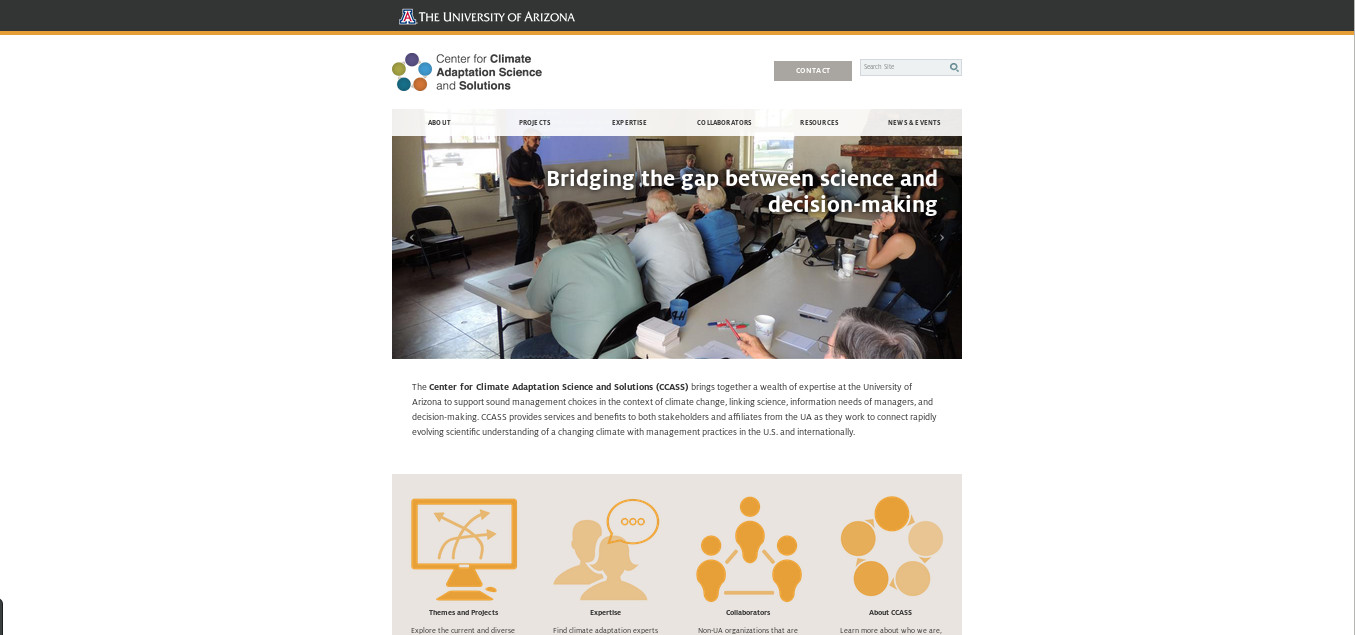 THE UNIVERSITY OF ARIZONA
Center for Climate
Adaptation Science
and Solutions
CONTACT
Search Site
ABOUT
PROJECTS
EXPERTISE
COLLABORATORS
RESOURCES
NEWS & EVENTS
Bridging the gap between science and
decision-making
The Center for Climate Adaptation Science and Solutions (CCASS) brings together a wealth of expertise at the University of
Arizona to support sound management choices in the context of climate change, linking science, information needs of managers, and
decision-making. CCASS provides services and benefits to both stakeholders and affiliates from the UA as they work to connect rapidly
evolving scientific understanding of a changing climate with management practices in the U.S. and internationally.
Themes and Projects
Explore the current and diverse
Expertise
Find climate adaptation experts
Collaborators
Non-UA organizations that are
About CCASS
Learn more about who we are,